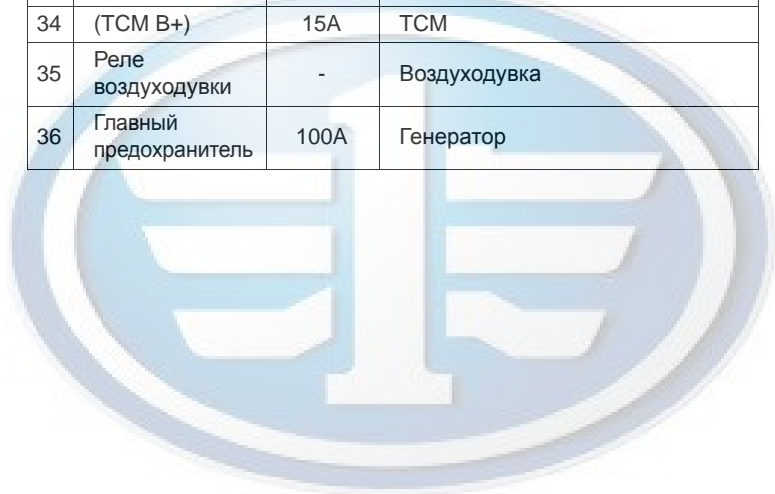 34 (TCM B+) 15A TCM
35 Реле воздуходувки - Воздуходувка
36 Главный предохранитель 100A Генератор